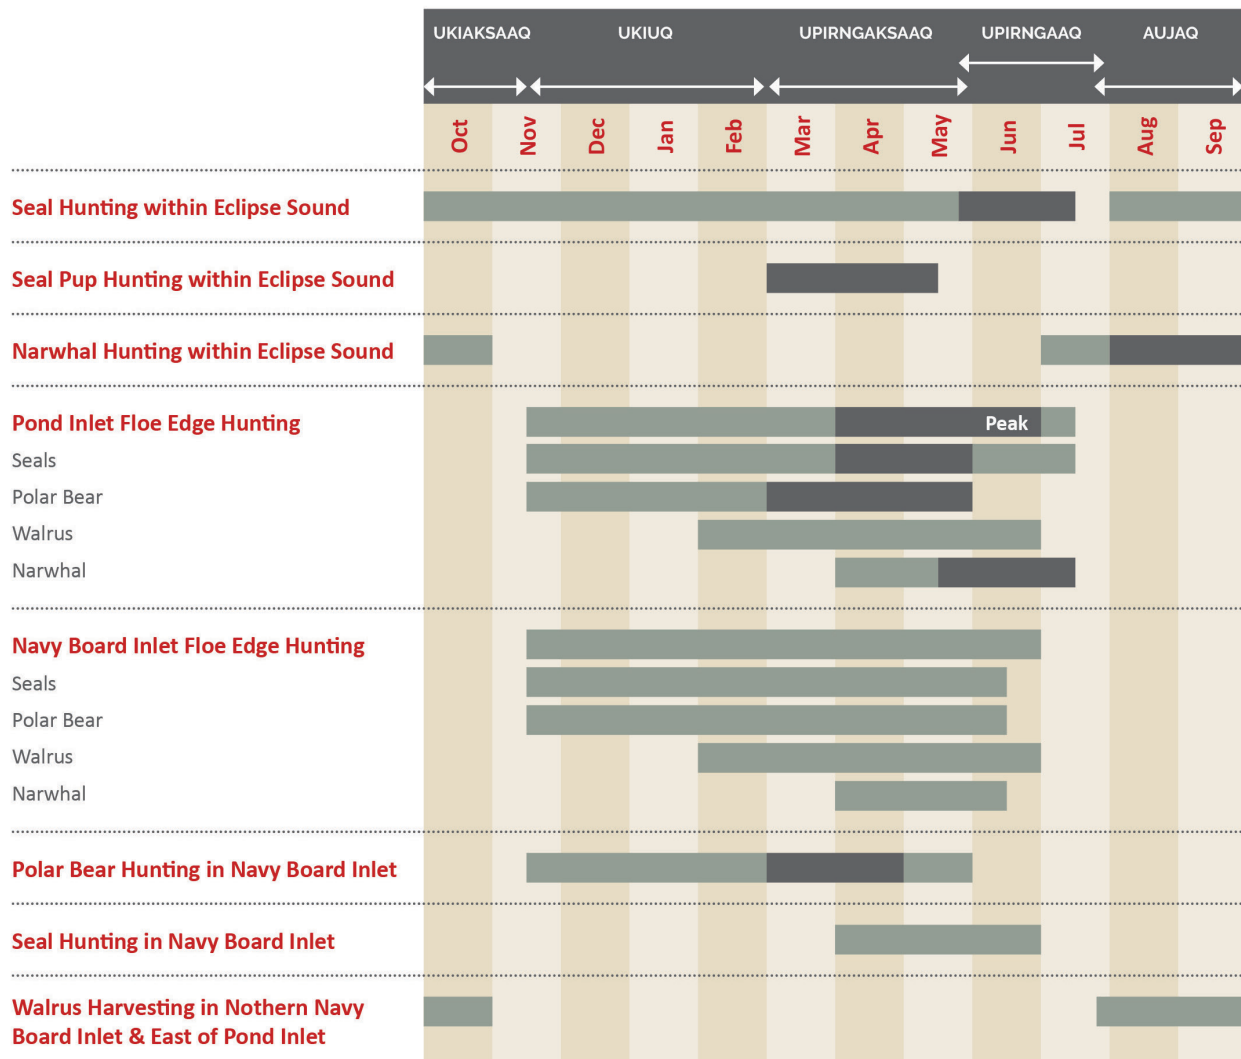 UKIAKSAAQ UKIUQ UPIRNGAKSAAQ UPIRNGAAQ AUJAQ
Oct Nov Dec Jan Feb Mar Apr May Jun Jul Aug Sep
Seal Hunting within Eclipse Sound
Seal Pup Hunting within Eclipse Sound
Narwhal Hunting within Eclipse Sound
Pond Inlet Floe Edge Hunting Peak
Seals
Polar Bear
Walrus
Narwhal
Navy Board Inlet Floe Edge Hunting
Seals
Polar Bear
Walrus
Narwhal
Polar Bear Hunting in Navy Board Inlet
Seal Hunting in Navy Board Inlet
Walrus Harvesting in Nothern Navy
Board Inlet & East of Pond Inlet